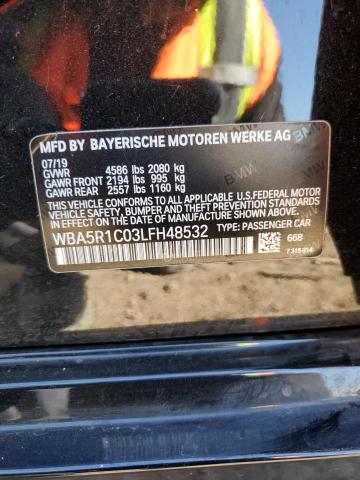 MFD BY BAYERISCHE MOTOREN WERKE AG
07/19
GVWR 4586 lbs 2080 kg
GAWR FRONT 2194 lbs 995 kg
GAWR REAR 2557 lbs 1160 kg
THIS VEHICLE CONFORMS TO ALL APPLICABLE U.S. FEDERAL
MOTOR VEHICLE SAFETY, BUMPER, AND THEFT PREVENTION STANDARDS
IN EFFECT ON THE DATE OF MANUFACTURE SHOWN ABOVE.
WBA5R1C03LFH48532 TYPE: PASSENGER CAR
668